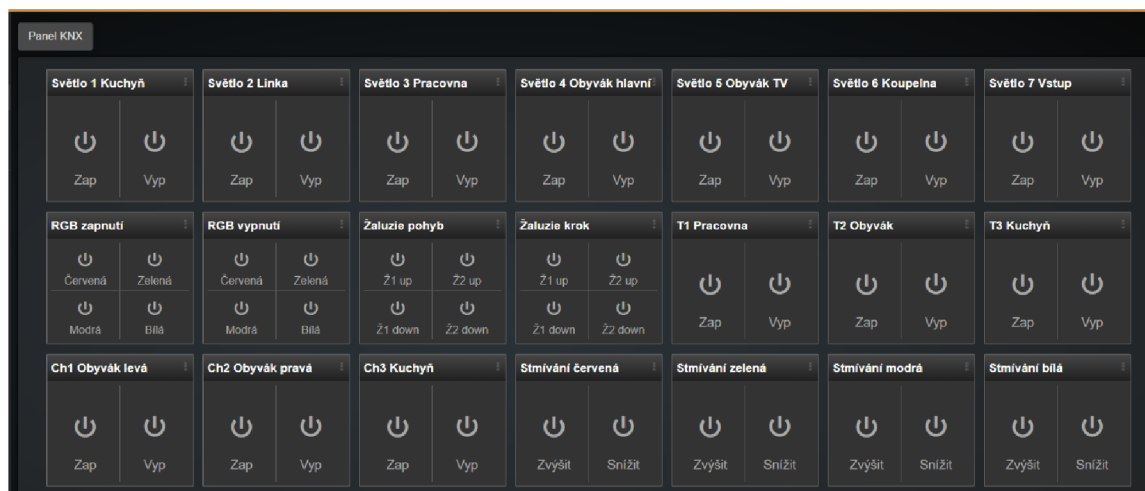 Panel KNX
Světlo 1 Kuchyň Světlo 2 Linka Světlo 3 Pracovna Světlo 4 Obyvák hlavní Světlo 5 Obyvák TV Světlo 6 Koupelna Světlo 7 Vstup
Zap Vyp Zap Vyp Zap Vyp Zap Vyp Zap Vyp Zap Vyp Zap Vyp
RGB zapnutí RGB vypnutí Žaluzie pohyb Žaluzie krok T1 Pracovna T2 Obyvák T3 Kuchyň
Červená Zelená Červená Zelená Ž1 up Ž2 up Ž1 up Ž2 up
Zap Vyp Zap Vyp Zap Vyp
Modrá Bílá Modrá Bílá Ž1 down Ž2 down Ž1 down Ž2 down
Ch1 Obyvák levá Ch2 Obyvák pravá Ch3 Kuchyň Stmívání červená Stmívání zelená Stmívání modrá Stmívání bílá
Zap Vyp Zap Vyp Zap Vyp Zvýšit Snížit Zvýšit Snížit Zvýšit Snížit Zvýšit Snížit